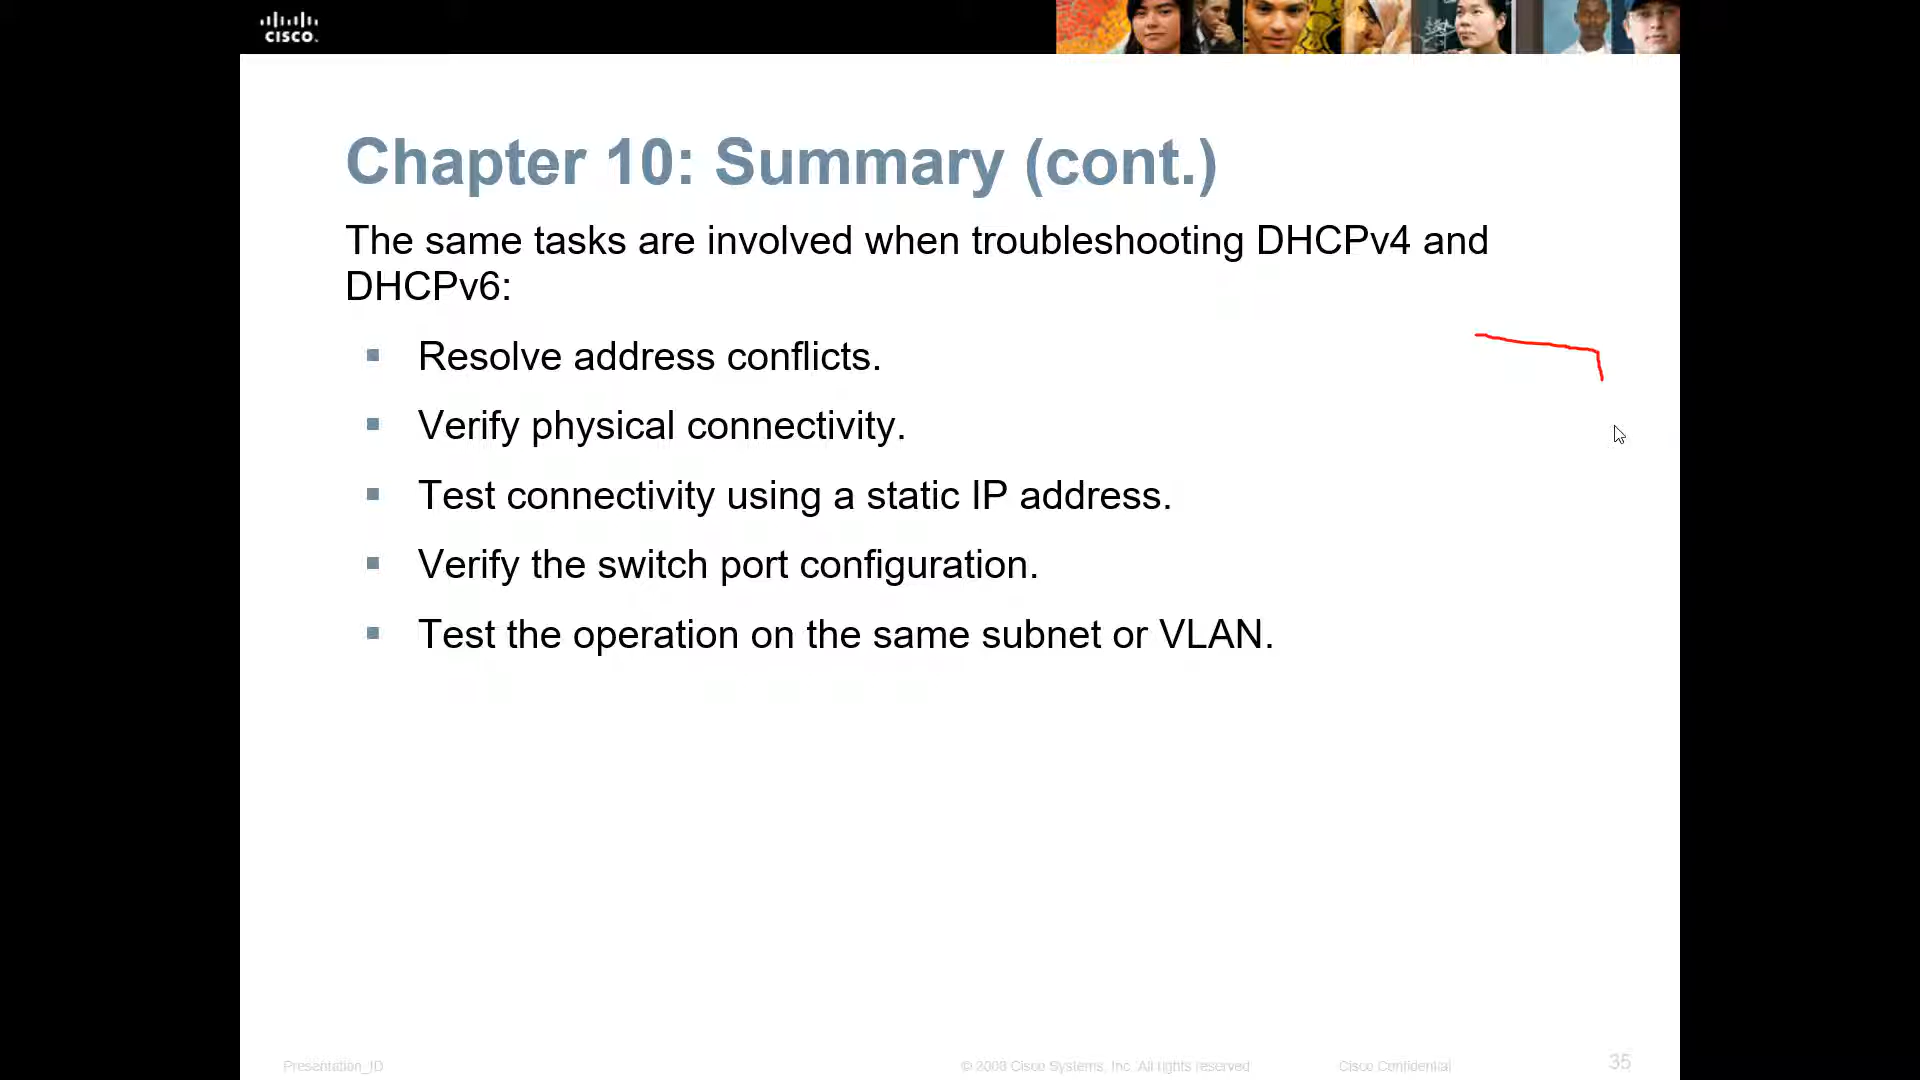 CISCO.
Chapter 10: Summary (cont.)
The same tasks are involved when troubleshooting DHCPv4 and
DHCPv6:
▪ Resolve address conflicts.
▪ Verify physical connectivity.
▪ Test connectivity using a static IP address.
▪ Verify the switch port configuration.
▪ Test the operation on the same subnet or VLAN.
Presentation_ID © 2008 Cisco Systems, Inc. All rights reserved Cisco Confidential 35